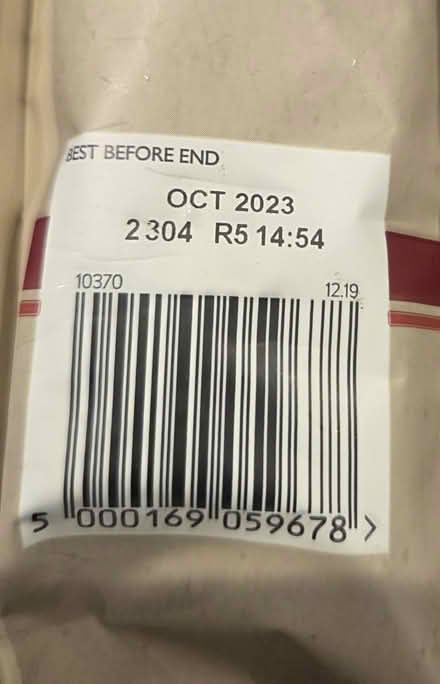 BEST BEFORE END
OCT 2023
2304 R5 14:54
10370 12.19
5 000169 059678 >